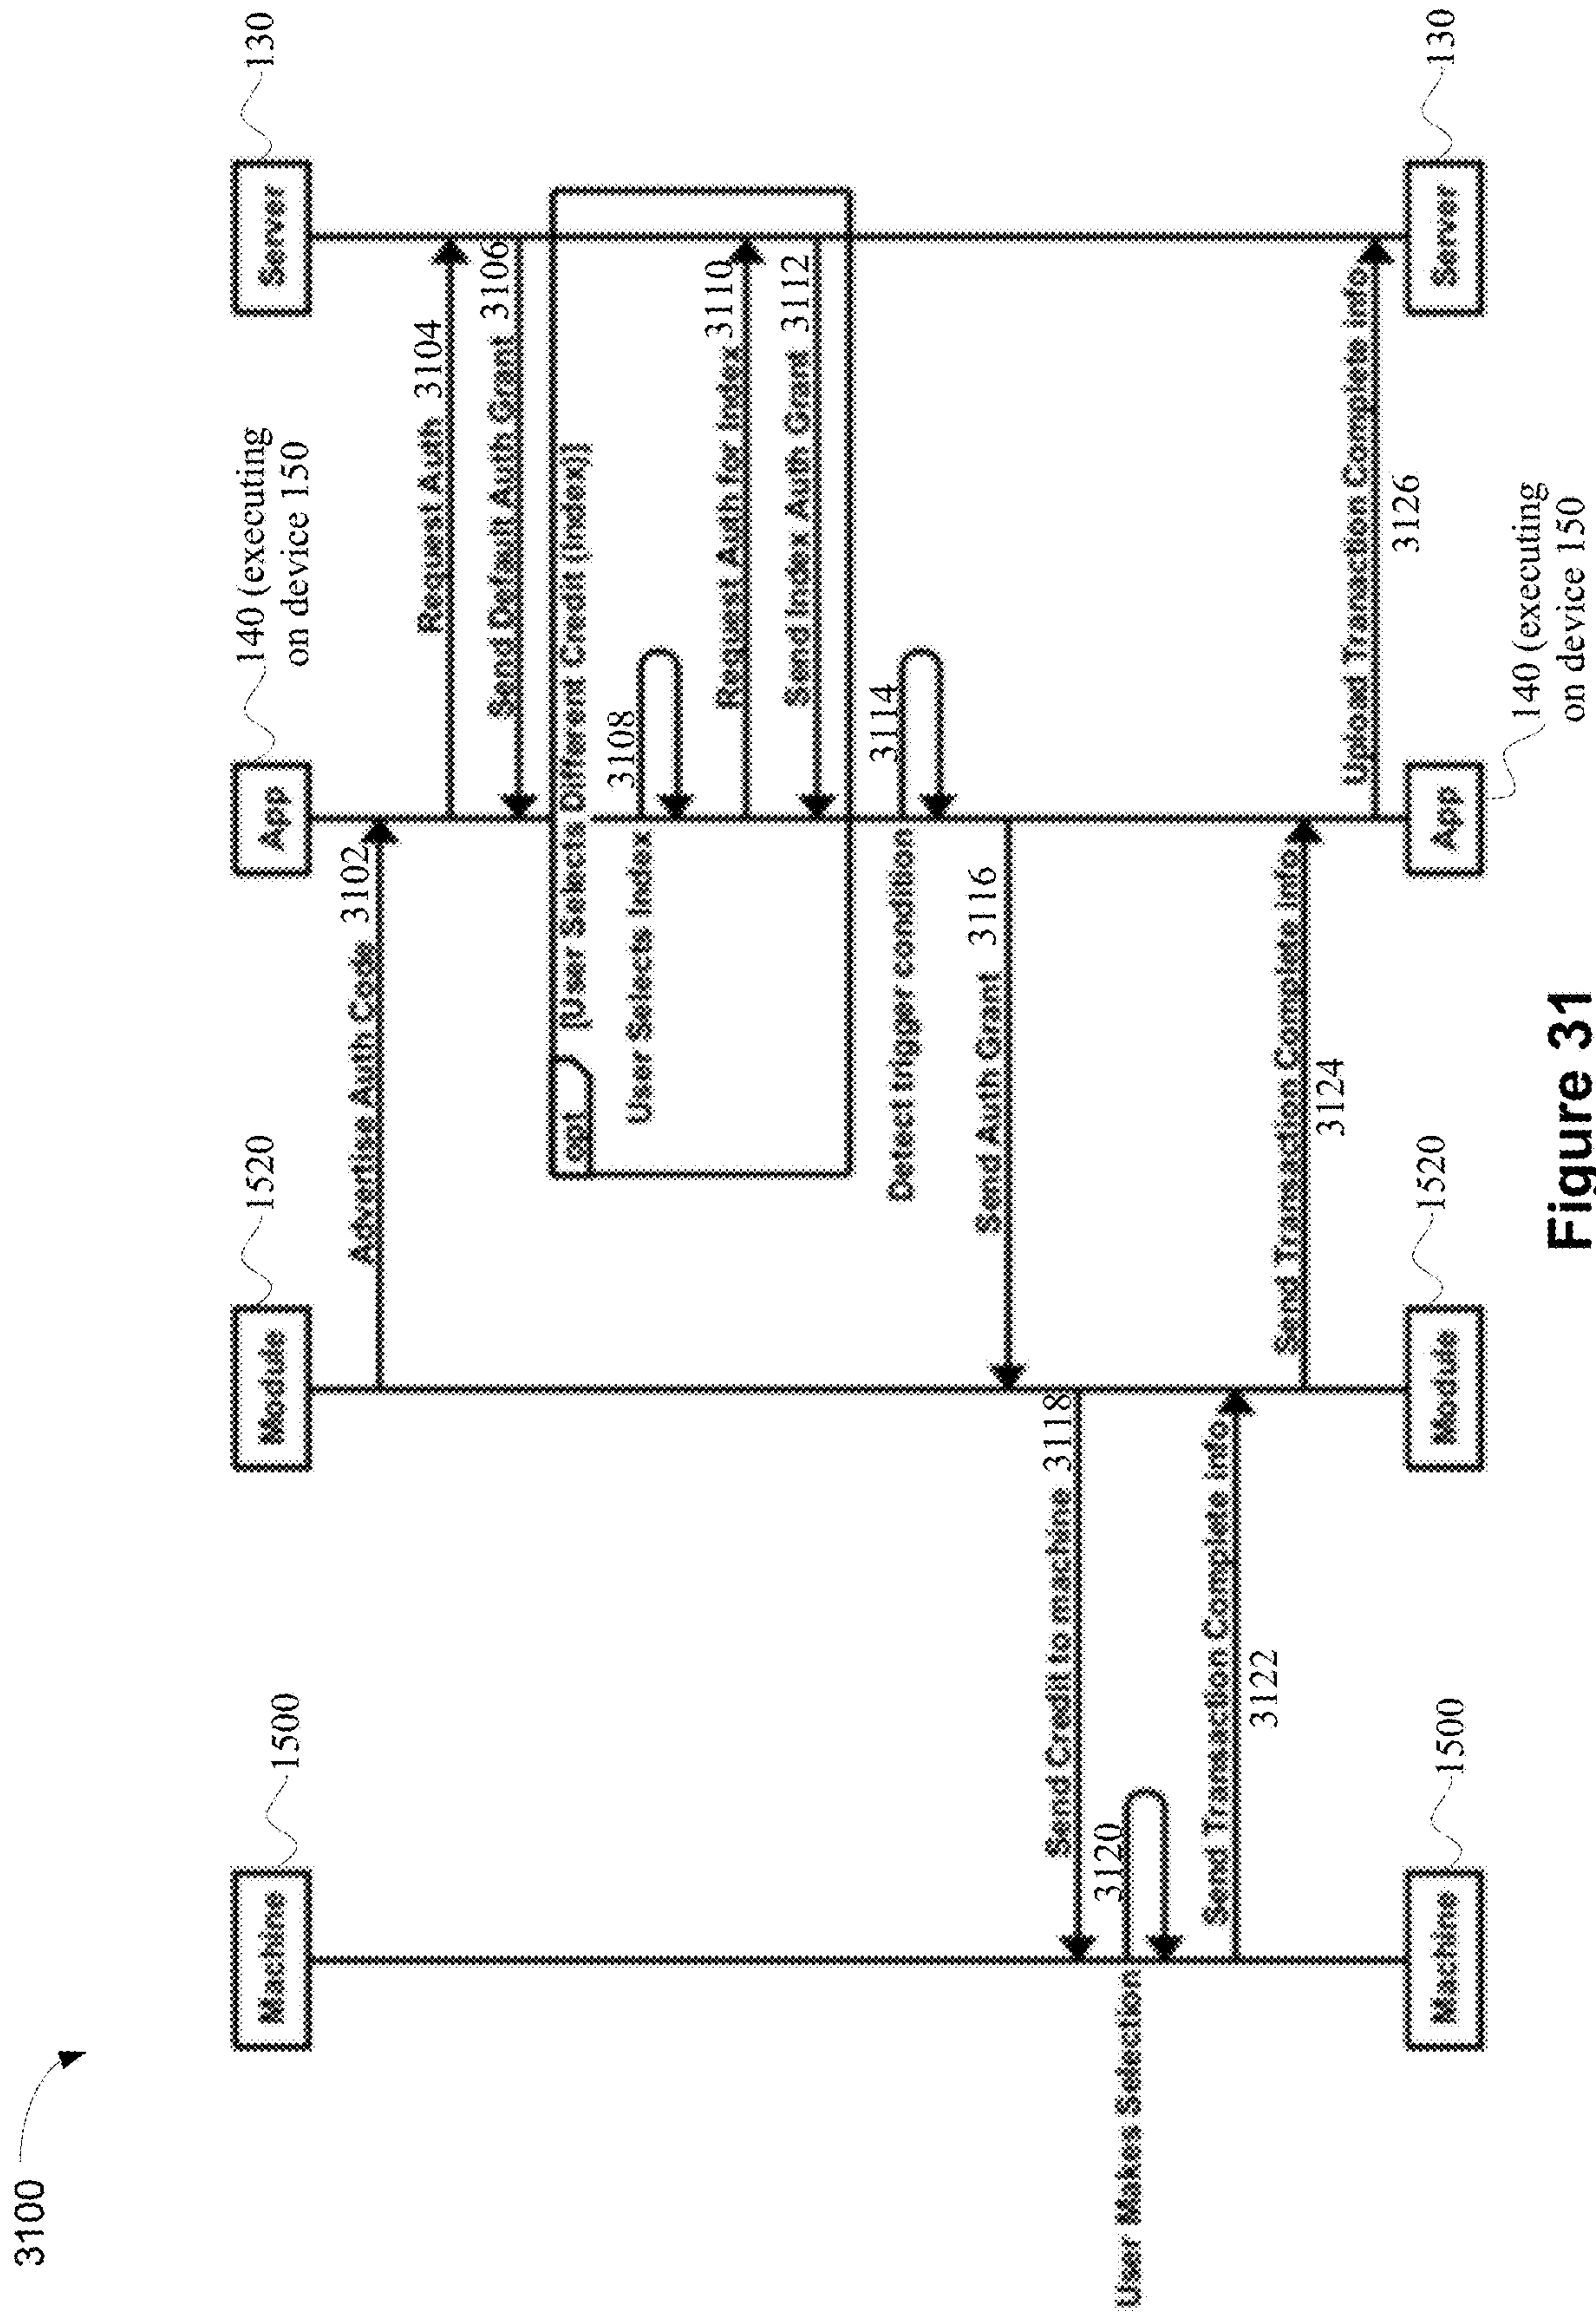 3100
Machine
1500
Module
1520
App
140 (executing
on device 150
Server
130
Advertise Auth Code 3102
Request Auth 3104
Send Default Auth Grant 3106
opt
[User Selects Different Credit [Index]]
User Selects Index
3108
Request Auth for Index 3110
Send Index Auth Grant 3112
Detect trigger condition
3114
Send Auth Grant 3116
Send Credit to machine 3118
User Makes Selection
3120
Send Transaction Complete info
3122
Send Transaction Complete info
3124
Upload Transaction Complete info
3126
Machine
1500
Module
1520
App
140 (executing
on device 150
Server
130
Figure 31